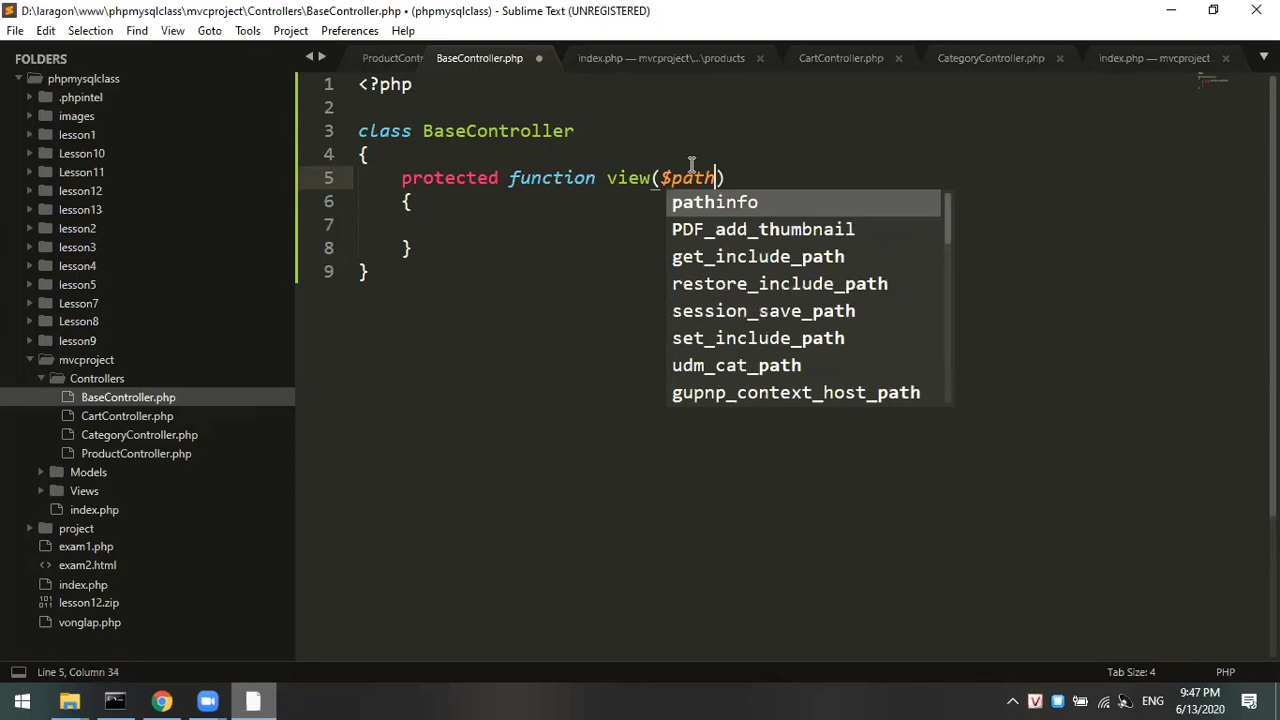 D:\laragon\www\phpmysqlclass\mvcproject\Controllers\BaseController.php • (phpmysqlclass) - Sublime Text (UNREGISTERED)
File Edit Selection Find View Goto Tools Project Preferences Help
FOLDERS
phpmysqlclass
.phpintel
images
lesson1
Lesson10
Lesson11
lesson12
lesson13
lesson2
lesson3
lesson4
lesson5
Lesson7
Lesson8
lesson9
mvcproject
Controllers
BaseController.php
CartController.php
CategoryController.php
ProductController.php
Models
Views
index.php
project
exam1.php
exam2.html
index.php
lesson12.zip
vonglap.php
ProductContr BaseController.php index.php — mvcproject\...\products CartController.php CategoryController.php index.php — mvcproject
1 <?php
2
3 class BaseController
4 {
5 protected function view($path)
6 {
7
8 }
9 }
pathinfo
PDF_add_thumbnail
get_include_path
restore_include_path
session_save_path
set_include_path
udm_cat_path
gupnp_context_host_path
Line 5, Column 34 Tab Size: 4 PHP
V ENG 9:47 PM
6/13/2020